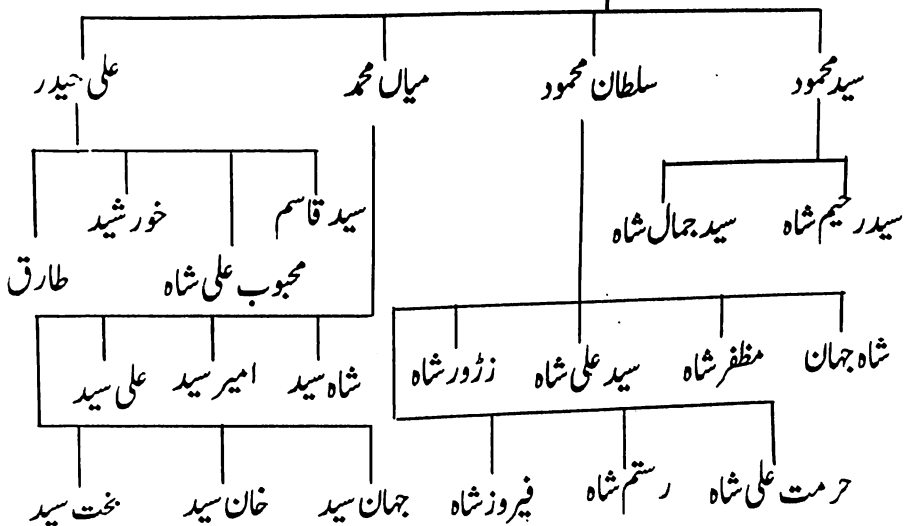 سید محمود سلطان محمود میاں محمد علی حیدر
سید رحیم شاہ سید جمال شاہ سید قاسم خورشید
محبوب علی شاہ طارق
شاہ جہان مظفر شاہ سید علی شاہ زڑور شاہ شاہ سید امیر سید علی سید
حرمت علی شاہ رستم شاہ فیروز شاہ جہان سید خان سید بخت سید